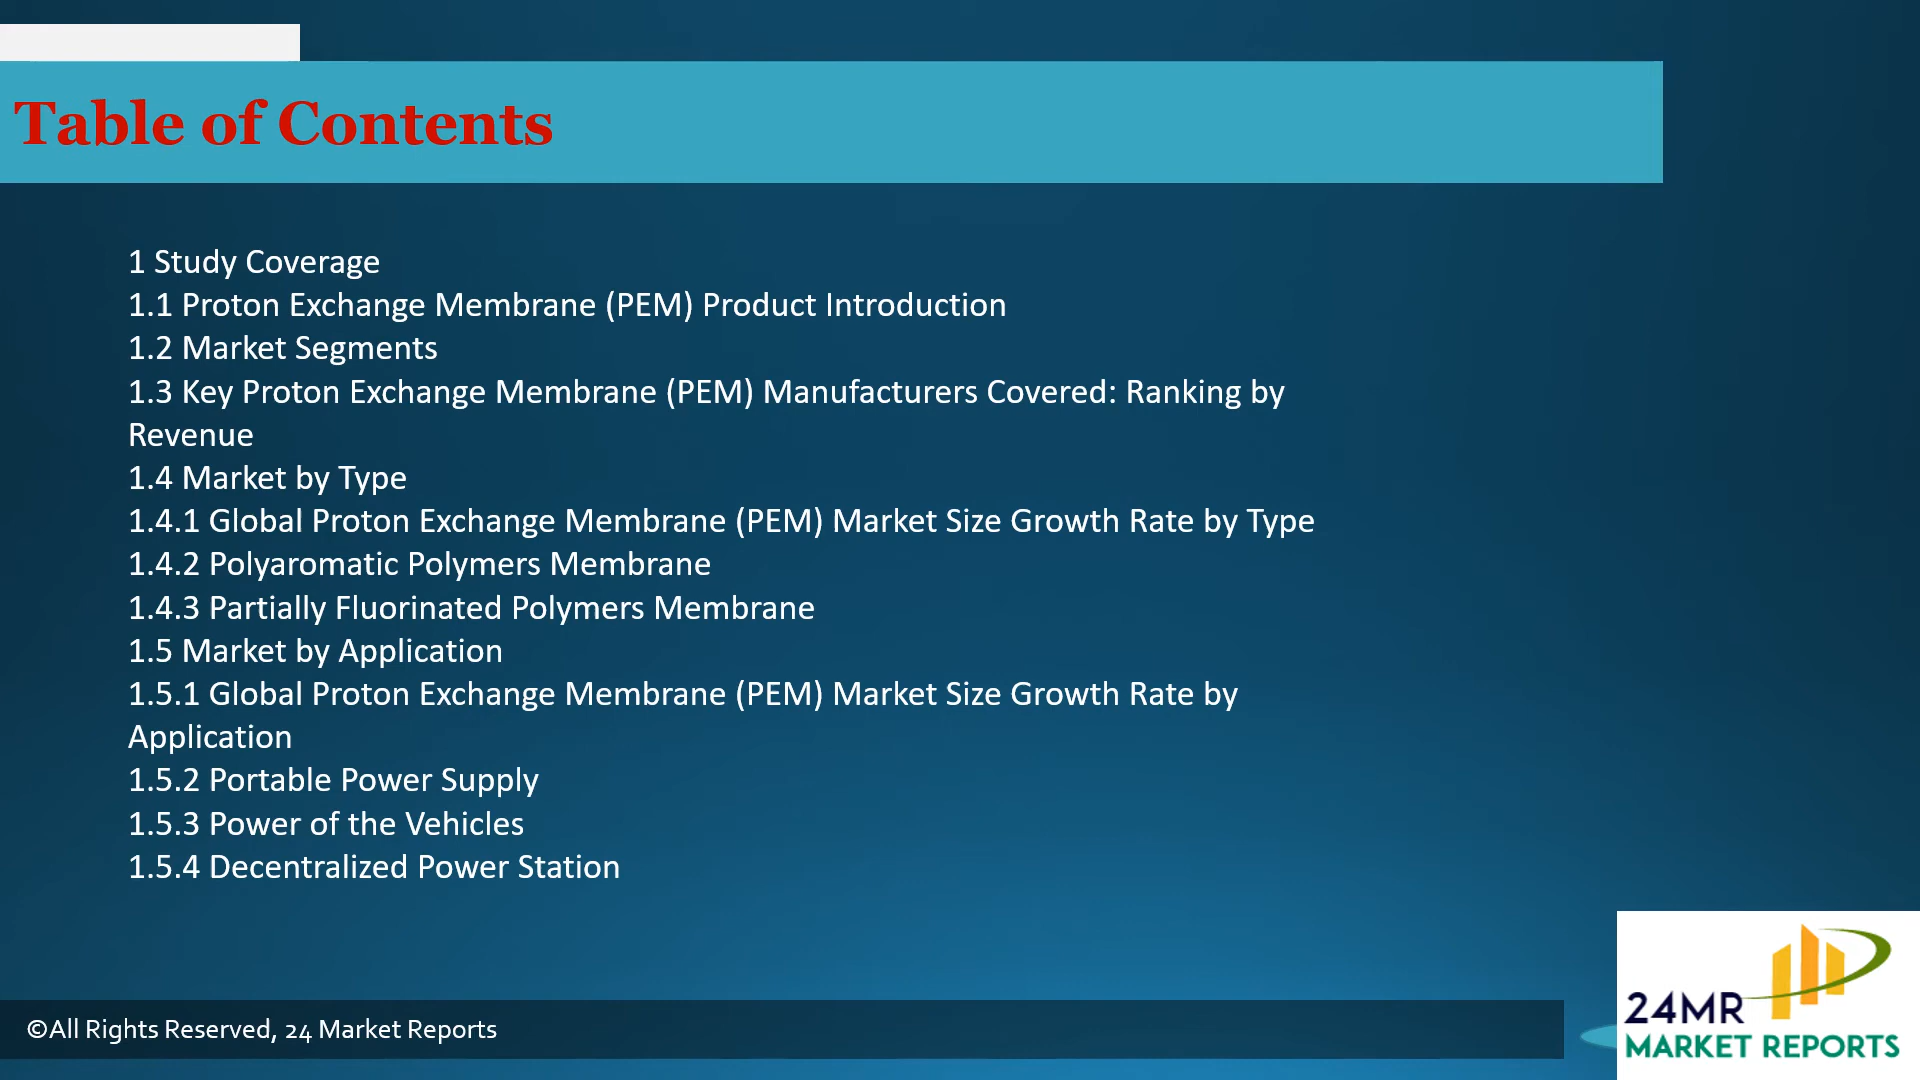 Table of Contents
1 Study Coverage
1.1 Proton Exchange Membrane (PEM) Product Introduction
1.2 Market Segments
1.3 Key Proton Exchange Membrane (PEM) Manufacturers Covered: Ranking by
Revenue
1.4 Market by Type
1.4.1 Global Proton Exchange Membrane (PEM) Market Size Growth Rate by Type
1.4.2 Polyaromatic Polymers Membrane
1.4.3 Partially Fluorinated Polymers Membrane
1.5 Market by Application
1.5.1 Global Proton Exchange Membrane (PEM) Market Size Growth Rate by
Application
1.5.2 Portable Power Supply
1.5.3 Power of the Vehicles
1.5.4 Decentralized Power Station
©All Rights Reserved, 24 Market Reports
24MR
MARKET REPORTS